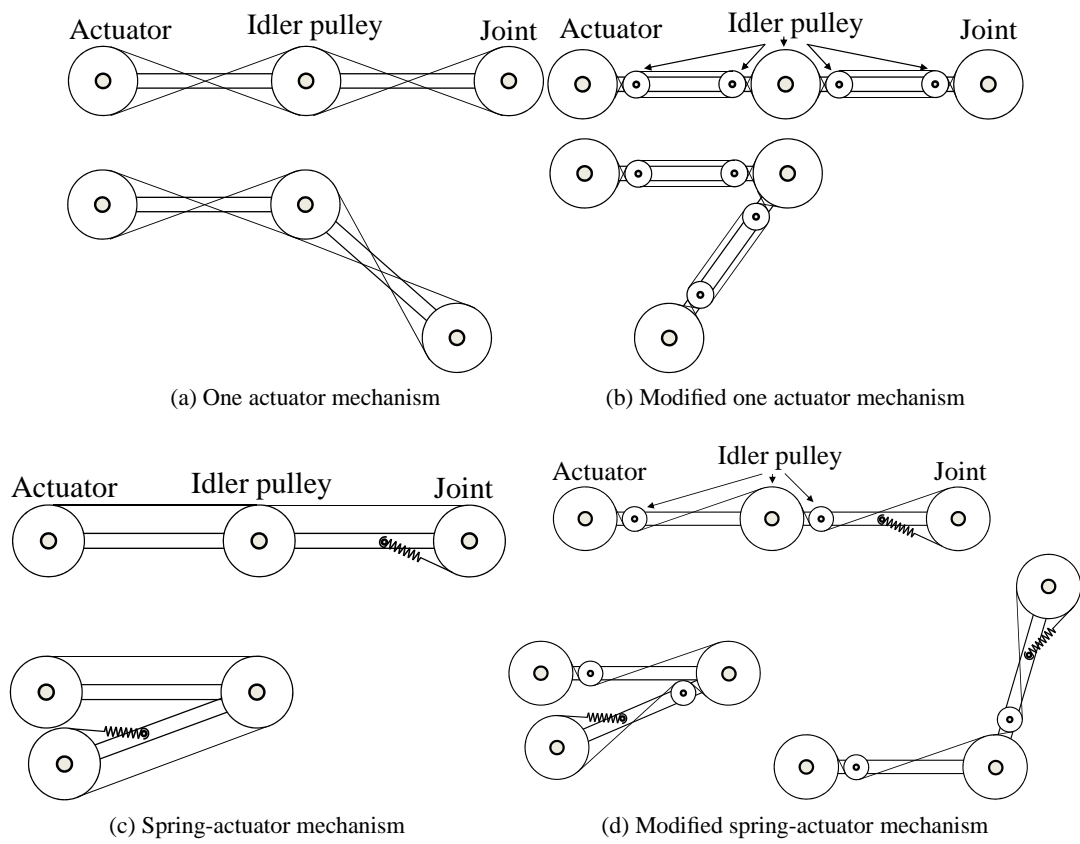 Actuator Idler pulley Joint
Actuator Idler pulley Joint
(a) One actuator mechanism
(b) Modified one actuator mechanism
Actuator Idler pulley Joint
Actuator Idler pulley Joint
(c) Spring-actuator mechanism
(d) Modified spring-actuator mechanism